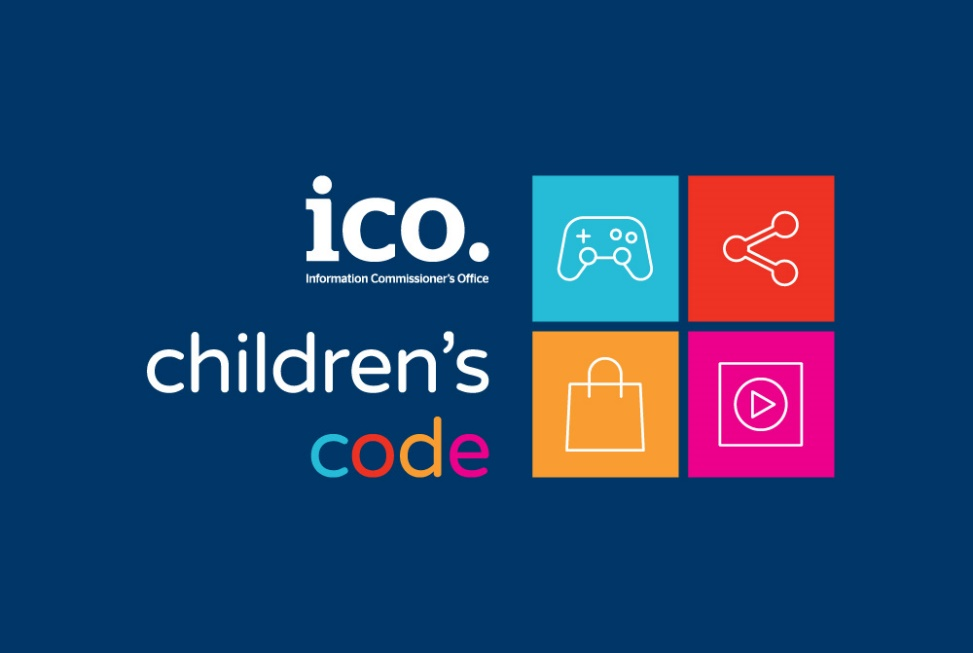 ico.
Information Commissioner's Office
children's
code